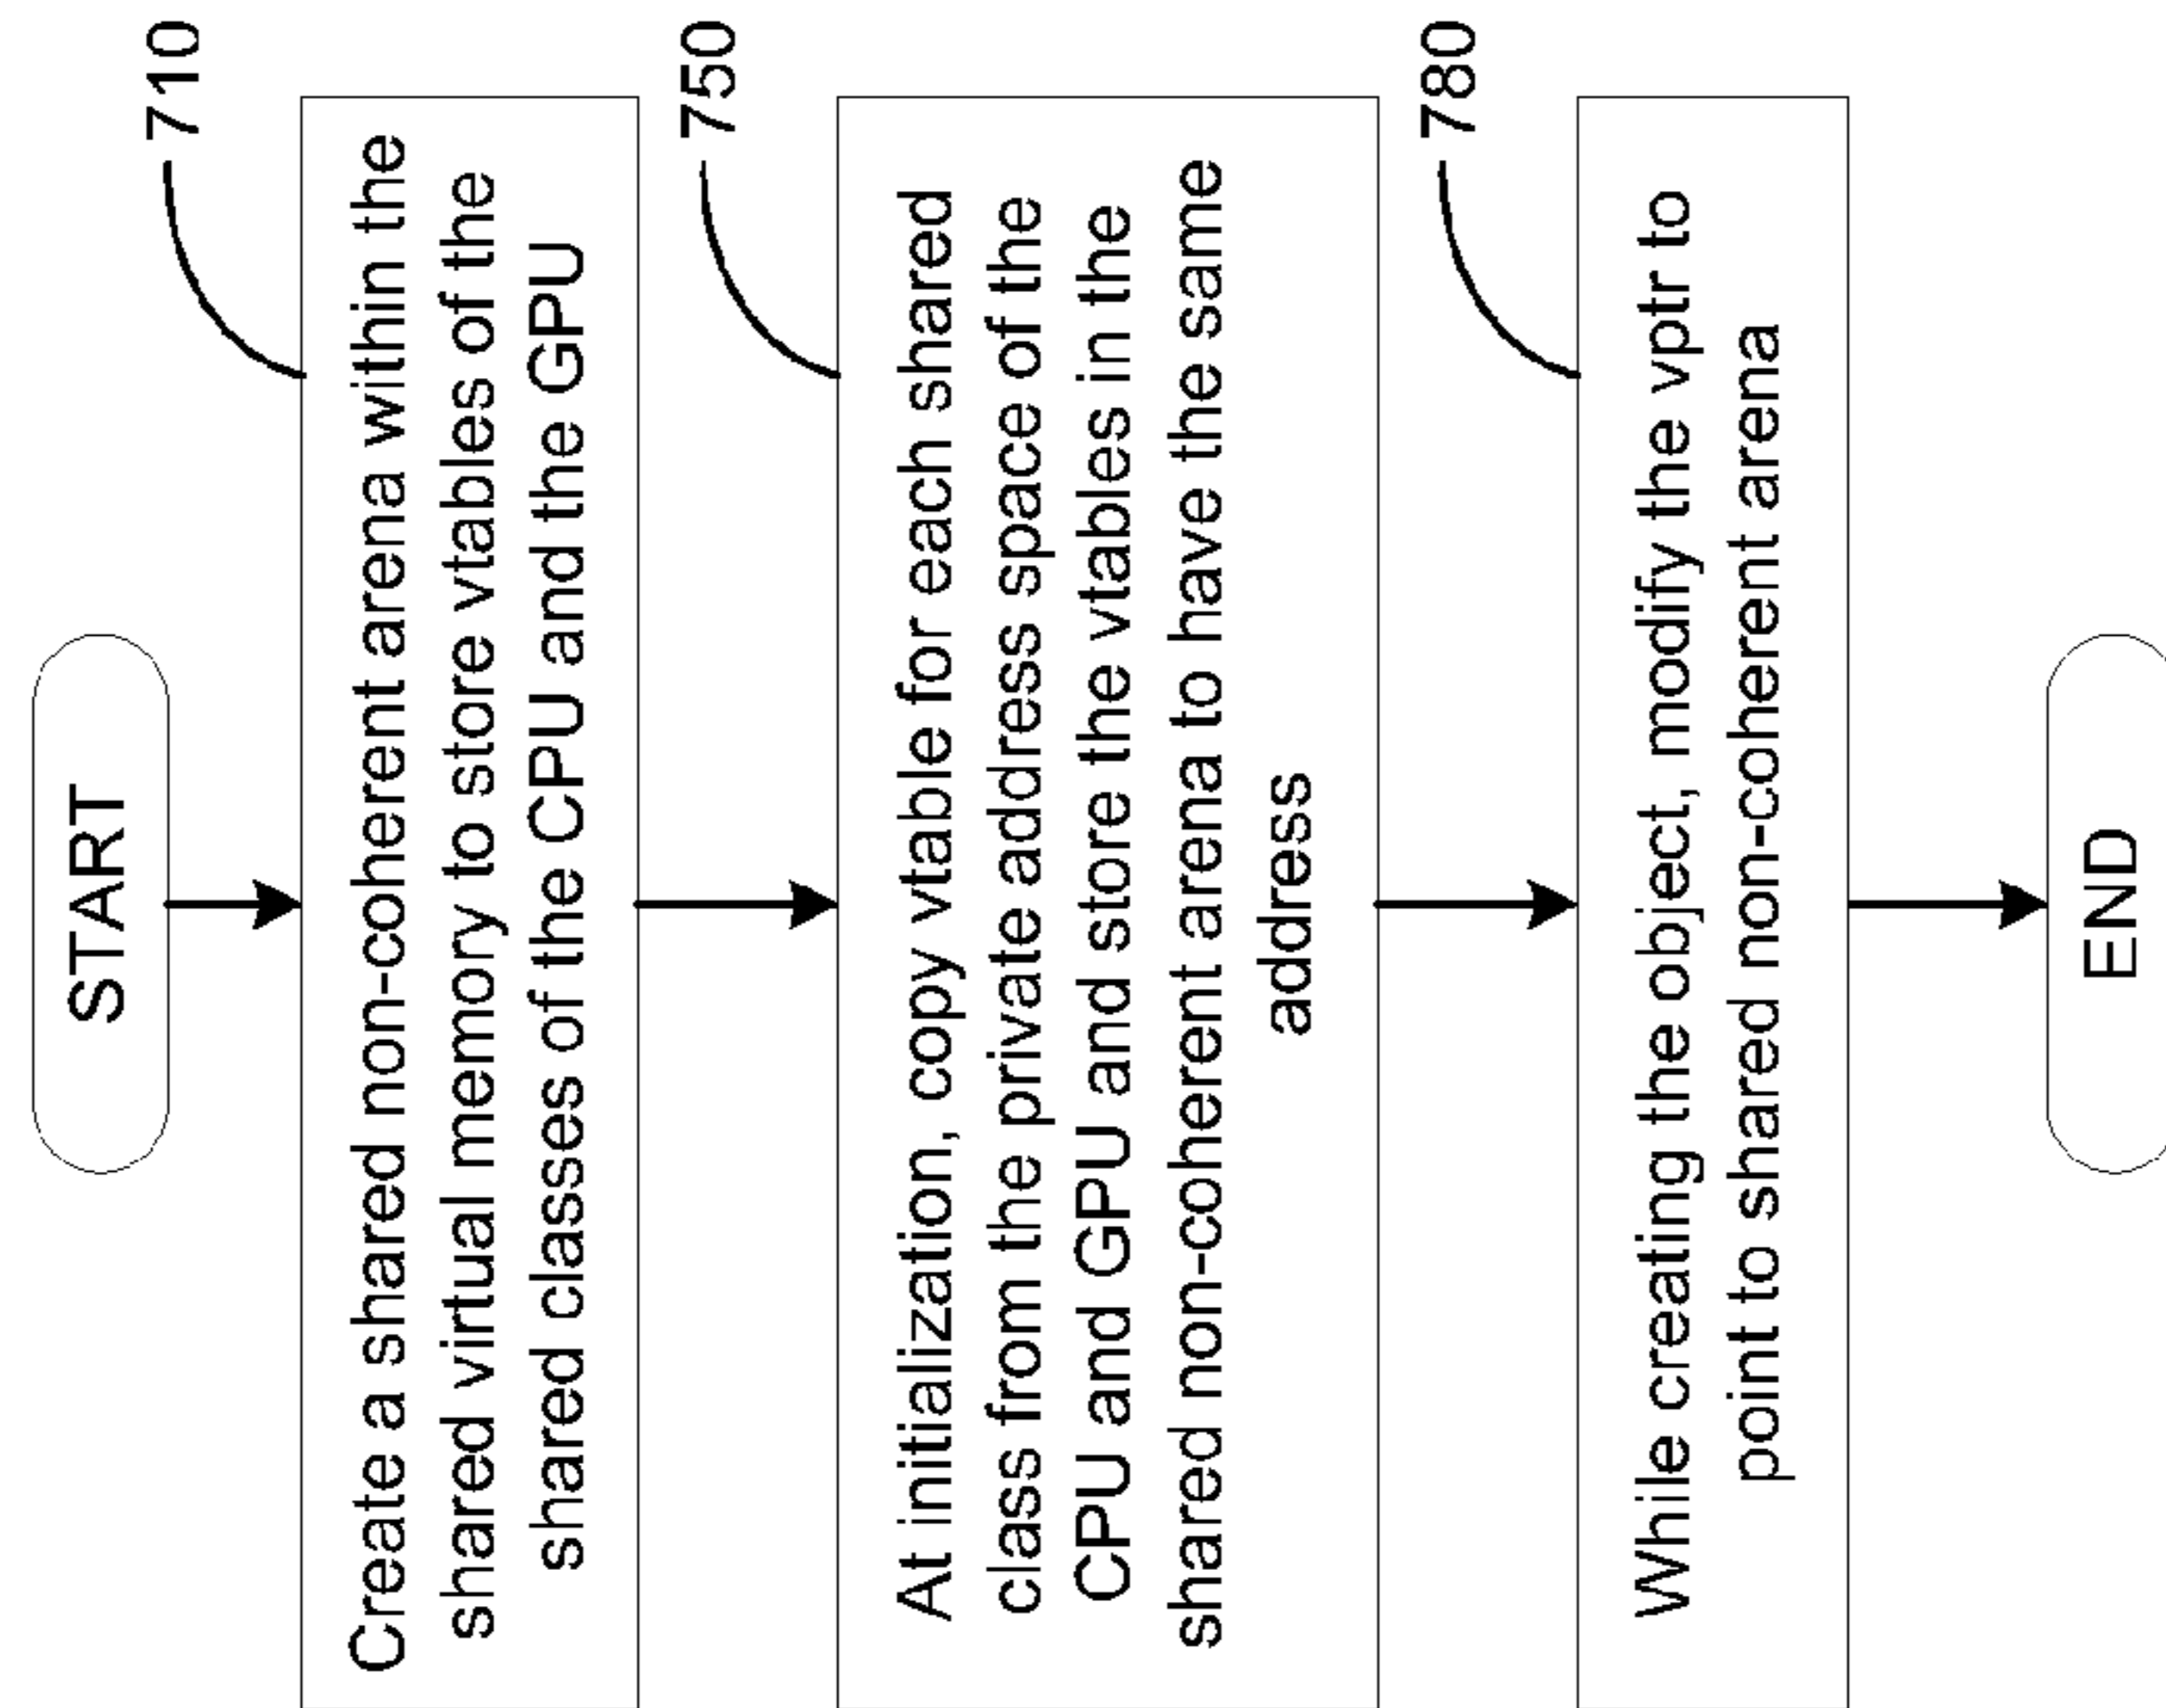 START
710
Create a shared non-coherent arena within the
shared virtual memory to store vtables of the
shared classes of the CPU and the GPU
750
At initialization, copy vtable for each shared
class from the private address space of the
CPU and GPU and store the vtables in the
shared non-coherent arena to have the same
address
780
While creating the object, modify the vptr to
point to shared non-coherent arena
END